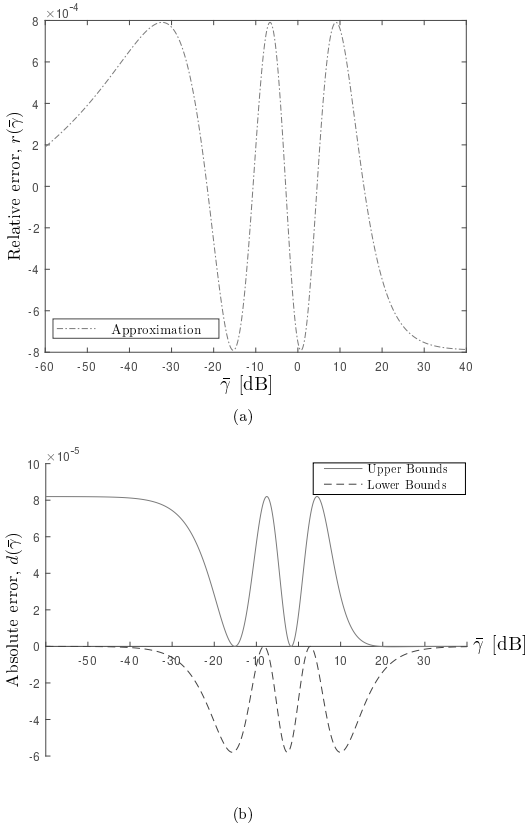 ×10⁻⁴
6
4
2
0
-2
-4
-6
-8
Relative error, r(γ̄)
Approximation
-60 -50 -40 -30 -20 -10 0 10 20 30 40
γ̄ [dB]
(a)
×10⁻⁵
10
8
6
4
2
0
-2
-4
-6
Absolute error, d(γ̄)
Upper Bounds
Lower Bounds
-50 -40 -30 -20 -10 0 10 20 30
γ̄ [dB]
(b)